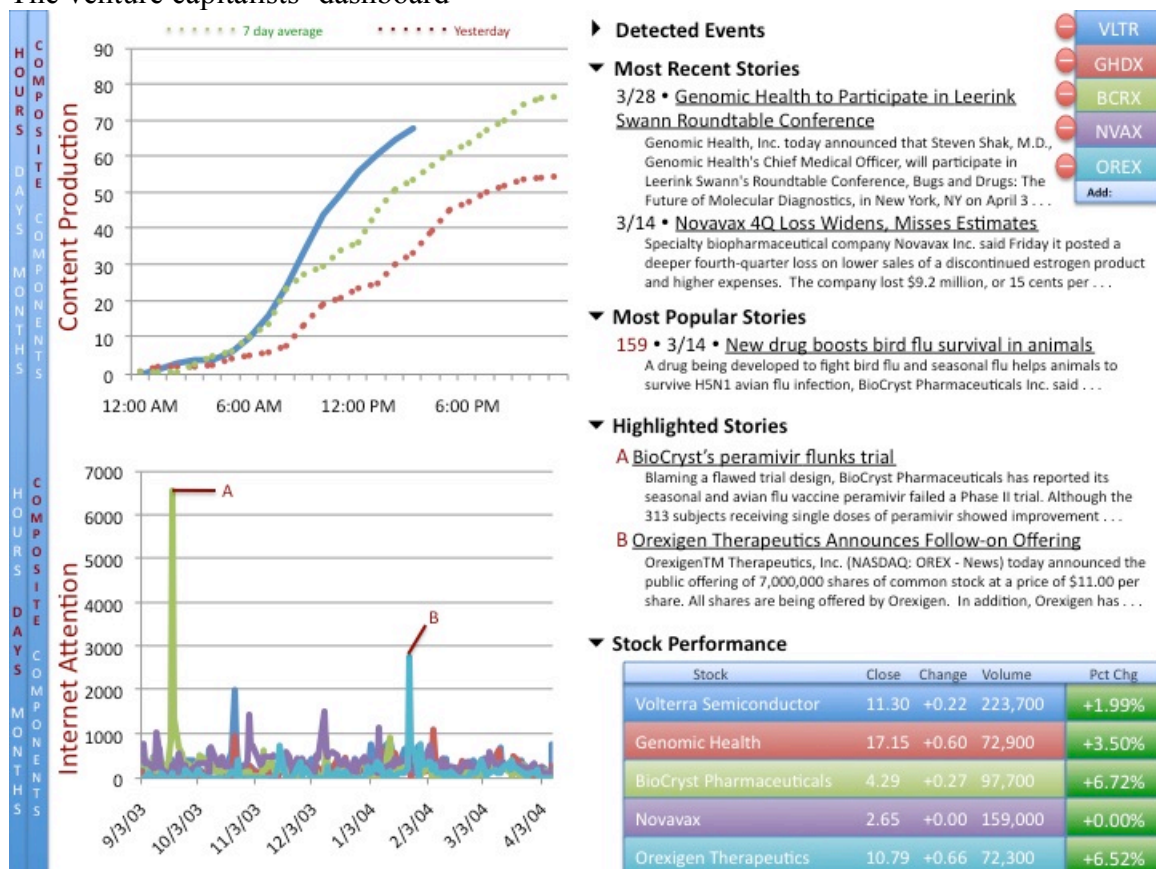 The venture capitalists' dashboard
HOURS DAYS MONTHS
COMPOSITE COMPONENTS
7 day average
Yesterday
Content Production
90
80
70
60
50
40
30
20
10
0
12:00 AM 6:00 AM 12:00 PM 6:00 PM
HOURS DAYS MONTHS
COMPOSITE COMPONENTS
Internet Attention
7000
6000
5000
4000
3000
2000
1000
0
A
B
9/3/03 10/3/03 11/3/03 12/3/03 1/3/04 2/3/04 3/3/04 4/3/04
Detected Events
Most Recent Stories
3/28 • Genomic Health to Participate in Leerink
Swann Roundtable Conference
Genomic Health, Inc. today announced that Steven Shak, M.D.,
Genomic Health's Chief Medical Officer, will participate in
Leerink Swann's Roundtable Conference, Bugs and Drugs: The
Future of Molecular Diagnostics, in New York, NY on April 3 . . .
3/14 • Novavax 4Q Loss Widens, Misses Estimates
Specialty biopharmaceutical company Novavax Inc. said Friday it posted a
deeper fourth-quarter loss on lower sales of a discontinued estrogen product
and higher expenses.  The company lost $9.2 million, or 15 cents per . . .
VLTR
GHDX
BCRX
NVAX
OREX
Add:
Most Popular Stories
159 • 3/14 • New drug boosts bird flu survival in animals
A drug being developed to fight bird flu and seasonal flu helps animals to
survive H5N1 avian flu infection, BioCryst Pharmaceuticals Inc. said . . .
Highlighted Stories
A BioCryst's peramivir flunks trial
Blaming a flawed trial design, BioCryst Pharmaceuticals has reported its
seasonal and avian flu vaccine peramivir failed a Phase II trial. Although the
313 subjects receiving single doses of peramivir showed improvement . . .
B Orexigen Therapeutics Announces Follow-on Offering
OrexigenTM Therapeutics, Inc. (NASDAQ: OREX - News) today announced the
public offering of 7,000,000 shares of common stock at a price of $11.00 per
share. All shares are being offered by Orexigen.  In addition, Orexigen has . . .
Stock Performance
Stock Close Change Volume Pct Chg
Volterra Semiconductor 11.30 +0.22 223,700 +1.99%
Genomic Health 17.15 +0.60 72,900 +3.50%
BioCryst Pharmaceuticals 4.29 +0.27 97,700 +6.72%
Novavax 2.65 +0.00 159,000 +0.00%
Orexigen Therapeutics 10.79 +0.66 72,300 +6.52%